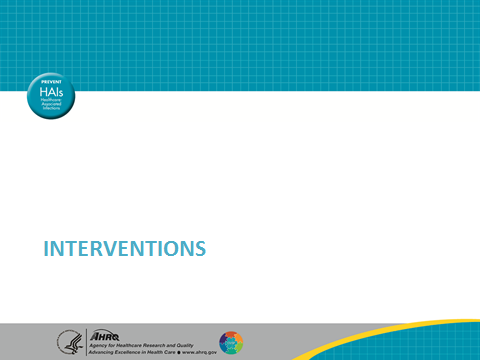 PREVENT
HAIs
Healthcare
Associated
Infections
INTERVENTIONS
AHRQ
Agency for Healthcare Research and Quality
Advancing Excellence in Health Care • www.ahrq.gov